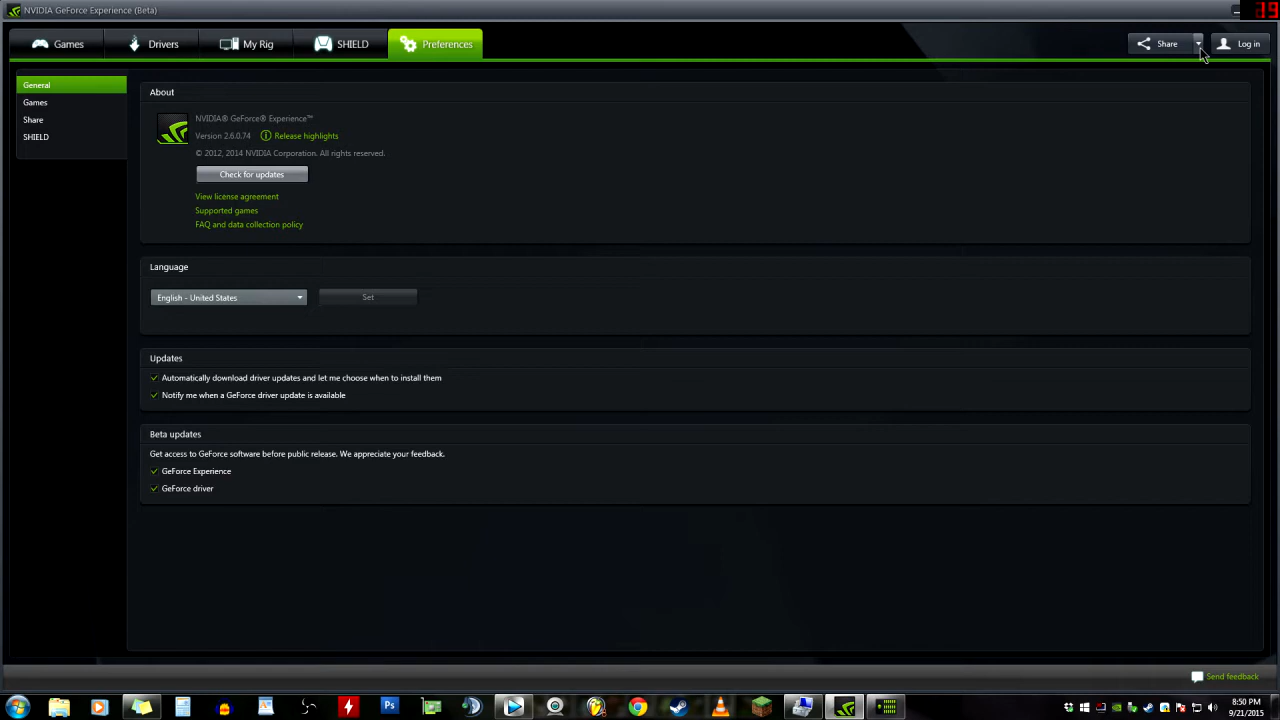 NVIDIA GeForce Experience (Beta)
19
Games
Drivers
My Rig
SHIELD
Preferences
Share
Log in
General
Games
Share
SHIELD
About
NVIDIA® GeForce® Experience™
Version 2.6.0.74
Release highlights
© 2012, 2014 NVIDIA Corporation. All rights reserved.
Check for updates
View license agreement
Supported games
FAQ and data collection policy
Language
English - United States
Set
Updates
Automatically download driver updates and let me choose when to install them
Notify me when a GeForce driver update is available
Beta updates
Get access to GeForce software before public release. We appreciate your feedback.
GeForce Experience
GeForce driver
Send feedback
Ps
8:50 PM
9/21/2015